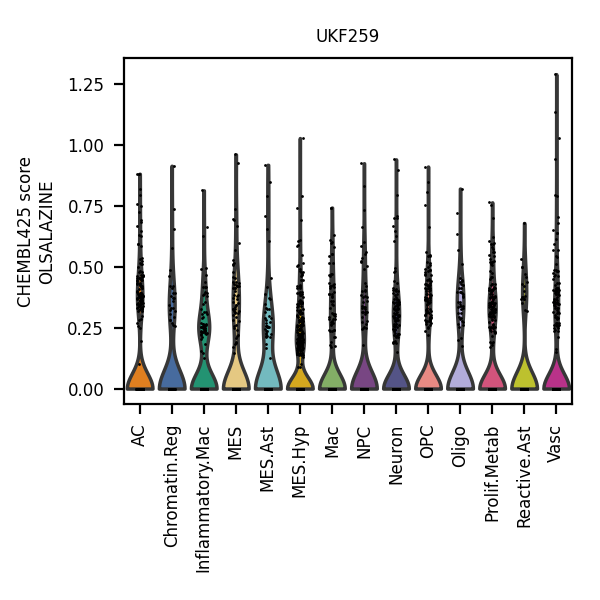 UKF259
CHEMBL425 score
OLSALAZINE
1.25
1.00
0.75
0.50
0.25
0.00
AC
Chromatin.Reg
Inflammatory.Mac
MES
MES.Ast
MES.Hyp
Mac
NPC
Neuron
OPC
Oligo
Prolif.Metab
Reactive.Ast
Vasc